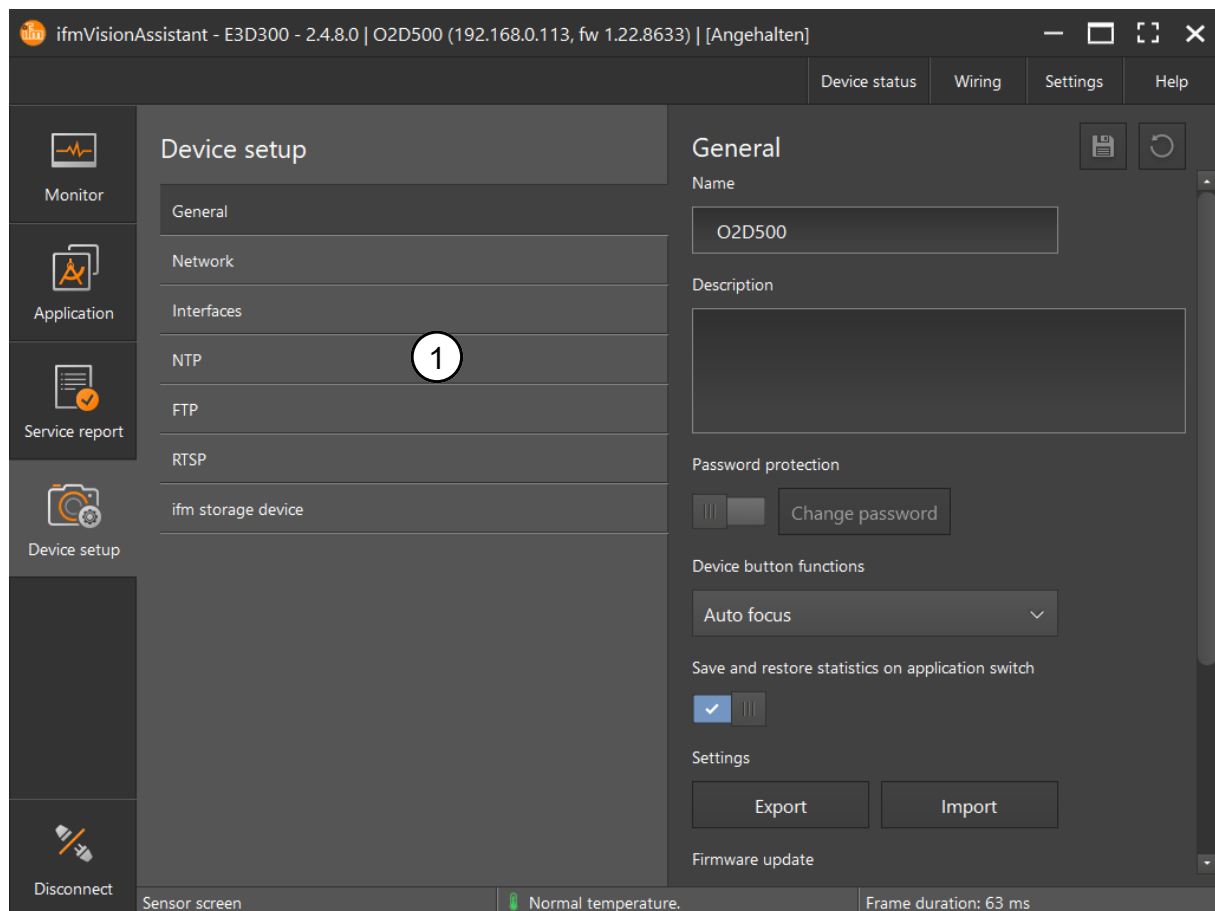 ifm ifmVisionAssistant - E3D300 - 2.4.8.0 | O2D500 (192.168.0.113, fw 1.22.8633) | [Angehalten]
Device status Wiring Settings Help
Monitor
Application
Service report
Device setup
Disconnect
Device setup
General
Network
Interfaces
NTP
1
FTP
RTSP
ifm storage device
General
Name
O2D500
Description
Password protection
Change password
Device button functions
Auto focus
Save and restore statistics on application switch
Settings
Export Import
Firmware update
Sensor screen Normal temperature. Frame duration: 63 ms